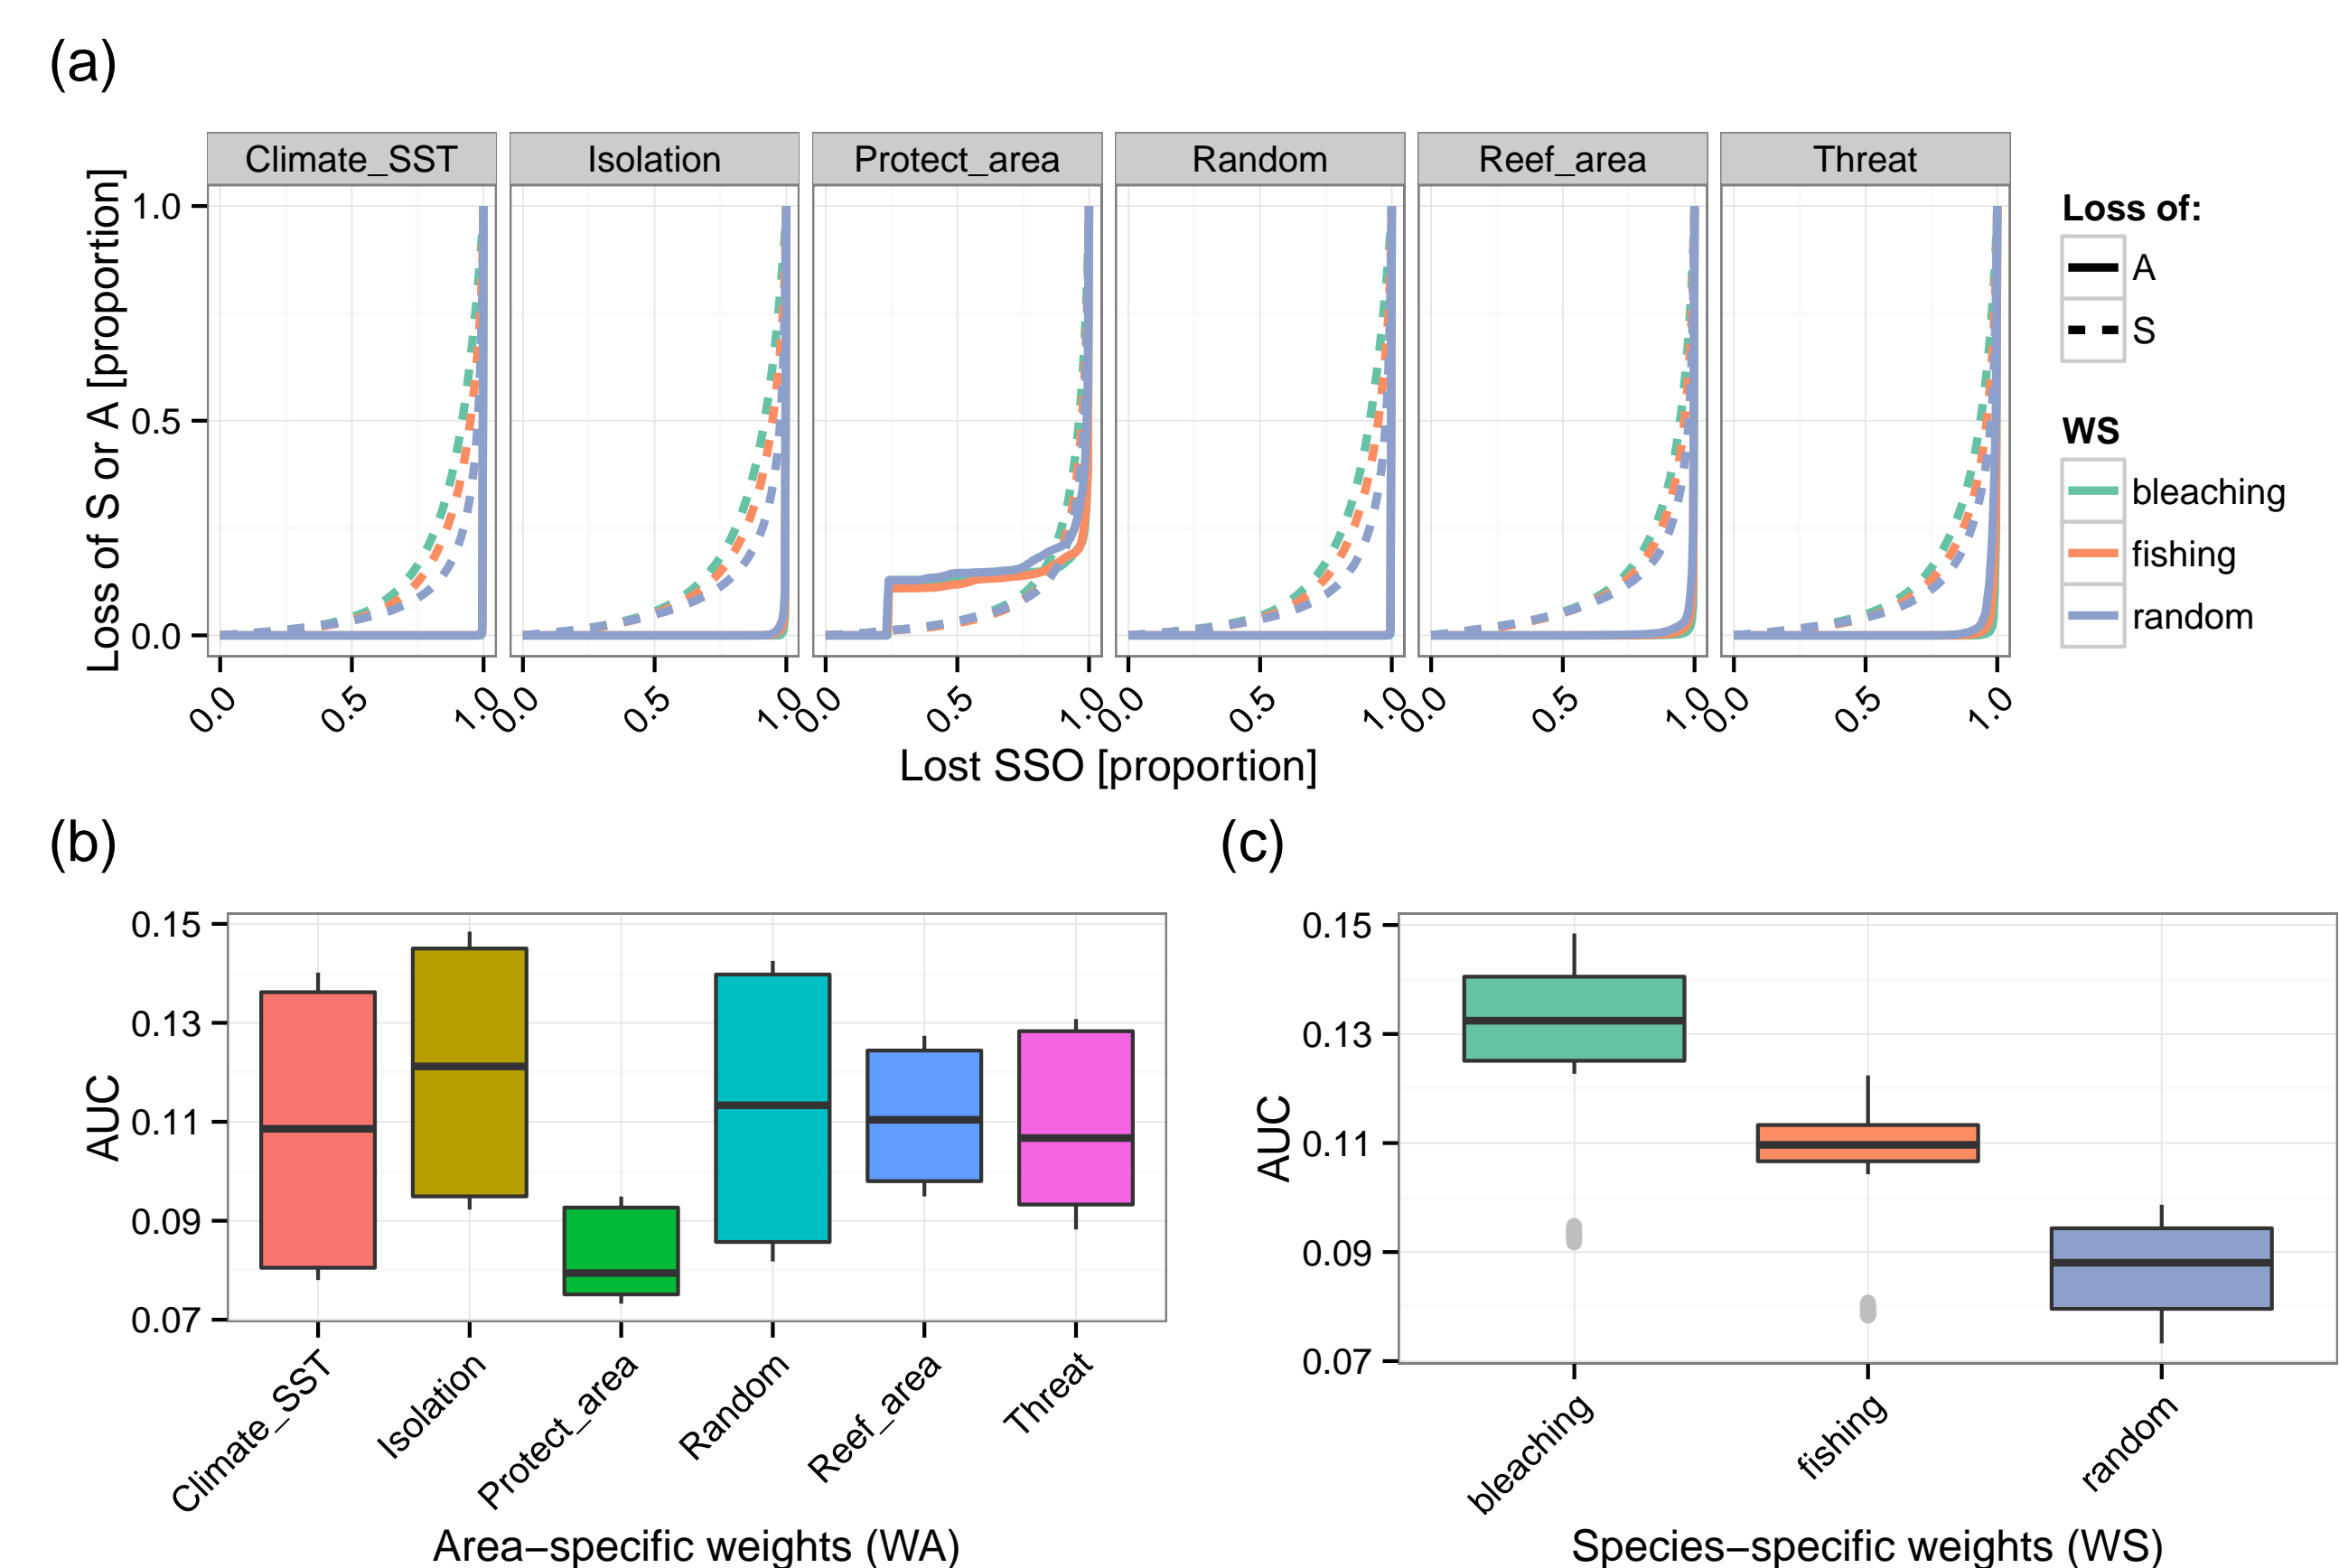 (a)
Climate_SST Isolation Protect_area Random Reef_area Threat
Loss of S or A [proportion]
1.0
0.5
0.0
0.0 0.5 1.0 0.0 0.5 1.0 0.0 0.5 1.0 0.0 0.5 1.0 0.0 0.5 1.0 0.0 0.5 1.0
Lost SSO [proportion]
Loss of:
A
S
WS
bleaching
fishing
random
(b)
AUC
0.15
0.13
0.11
0.09
0.07
Climate_SST Isolation Protect_area Random Reef_area Threat
Area−specific weights (WA)
(c)
AUC
0.15
0.13
0.11
0.09
0.07
bleaching fishing random
Species−specific weights (WS)